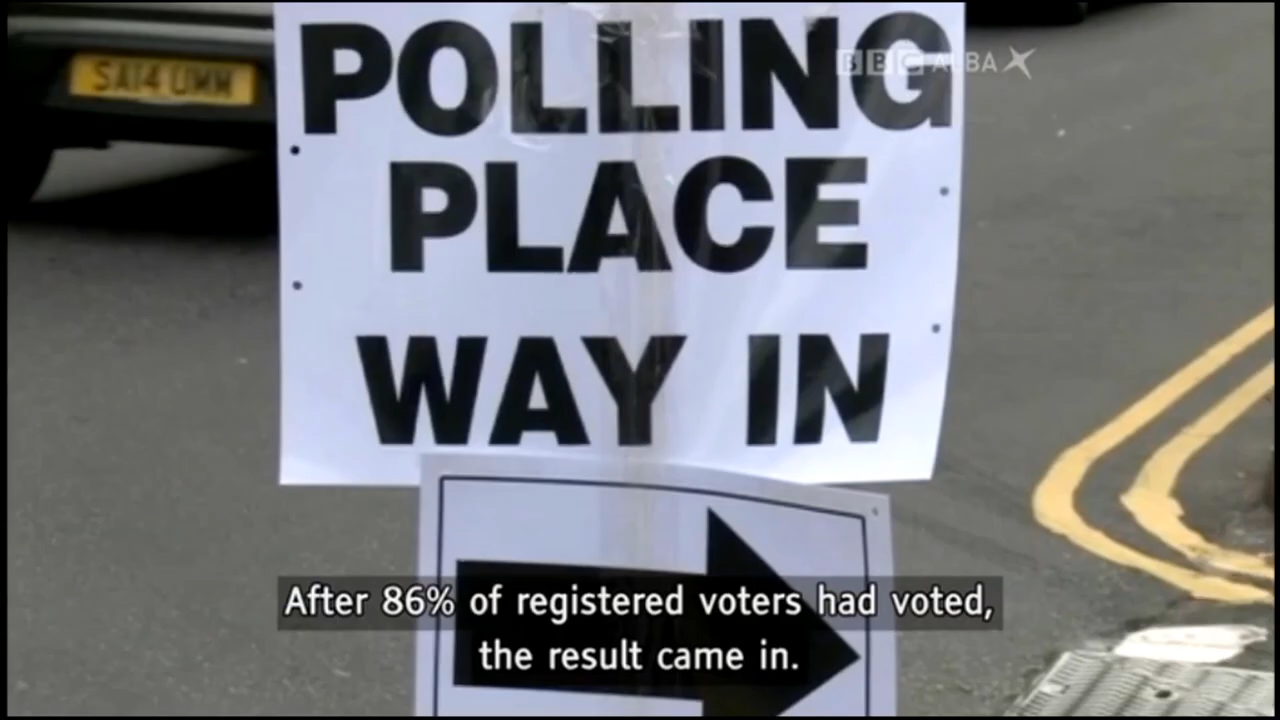 POLLING
BBC ALBA
SA14 UMM
PLACE
WAY IN
After 86% of registered voters had voted,
the result came in.